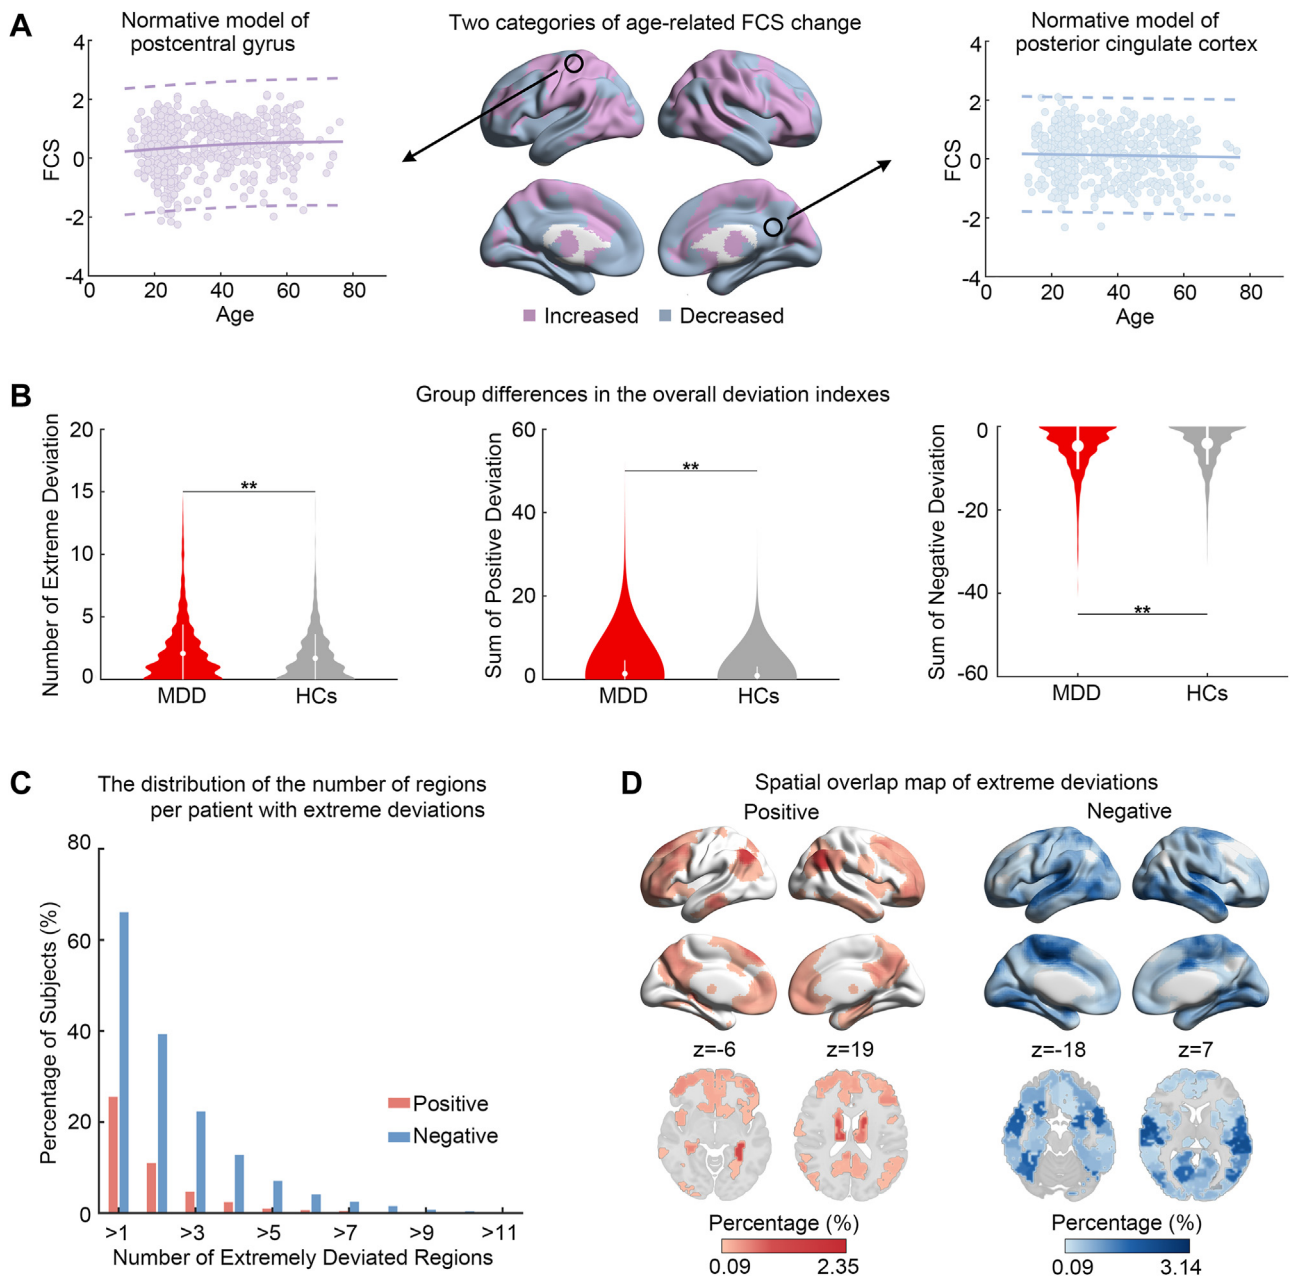 A
Normative model of
postcentral gyrus
Two categories of age-related FCS change
Normative model of
posterior cingulate cortex
4
2
0
-2
-4
FCS
0 20 40 60 80
Age
Increased Decreased
4
2
0
-2
-4
FCS
0 20 40 60 80
Age
B
Group differences in the overall deviation indexes
Number of Extreme Deviation
20
15
10
5
0
**
MDD HCs
Sum of Positive Deviation
60
40
20
0
**
MDD HCs
Sum of Negative Deviation
0
-20
-40
-60
**
MDD HCs
C
The distribution of the number of regions
per patient with extreme deviations
Percentage of Subjects (%)
80
60
40
20
0
Positive
Negative
>1 >3 >5 >7 >9 >11
Number of Extremely Deviated Regions
D
Spatial overlap map of extreme deviations
Positive Negative
z=-6 z=19 z=-18 z=7
Percentage (%) Percentage (%)
0.09 2.35 0.09 3.14